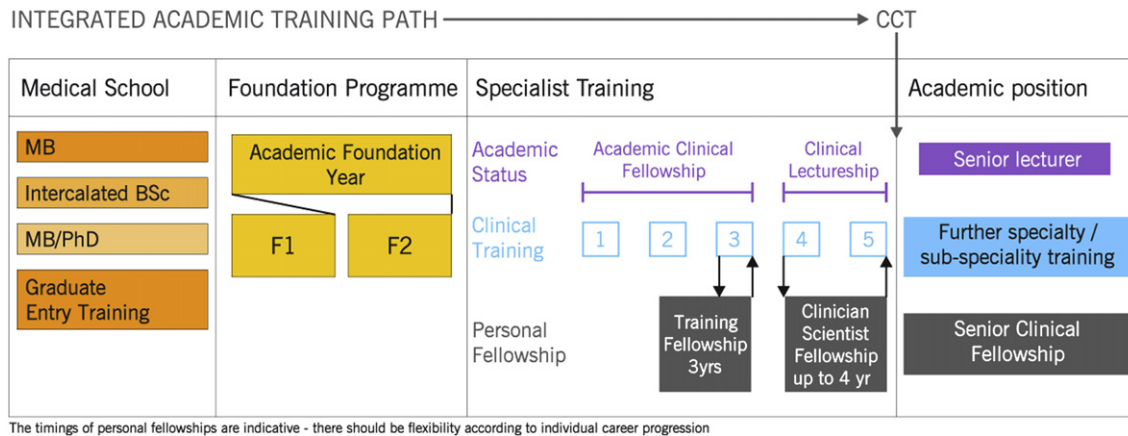 INTEGRATED ACADEMIC TRAINING PATH
CCT
Medical School
Foundation Programme
Specialist Training
Academic position
MB
Intercalated BSc
MB/PhD
Graduate
Entry Training
Academic Foundation
Year
F1
F2
Academic
Status
Academic Clinical
Fellowship
Clinical
Lectureship
Clinical
Training
1
2
3
4
5
Personal
Fellowship
Training
Fellowship
3yrs
Clinician
Scientist
Fellowship
up to 4 yr
Senior lecturer
Further specialty /
sub-speciality training
Senior Clinical
Fellowship
The timings of personal fellowships are indicative - there should be flexibility according to individual career progression